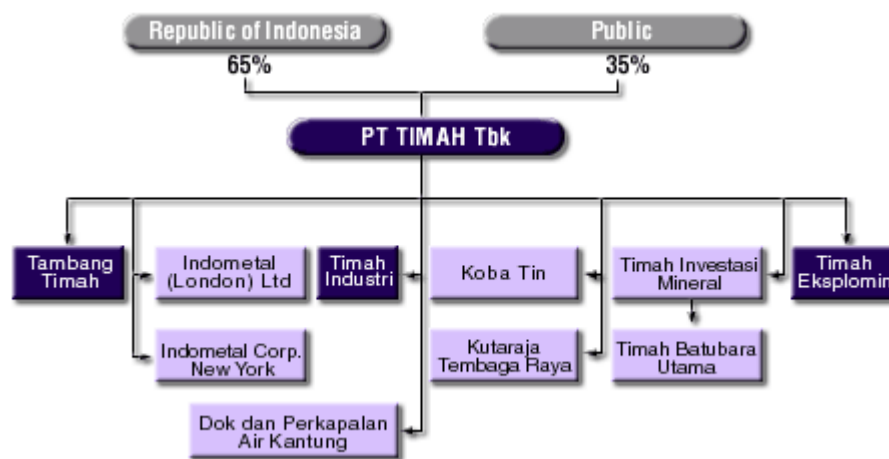 Republic of Indonesia
Public
65%
35%
PT TIMAH Tbk
Tambang
Timah
Indometal
(London) Ltd
Timah
Industri
Koba Tin
Timah Investasi
Mineral
Timah
Eksplomin
Indometal Corp.
New York
Kutaraja
Tembaga Raya
Timah Batubara
Utama
Dok dan Perkapalan
Air Kantung